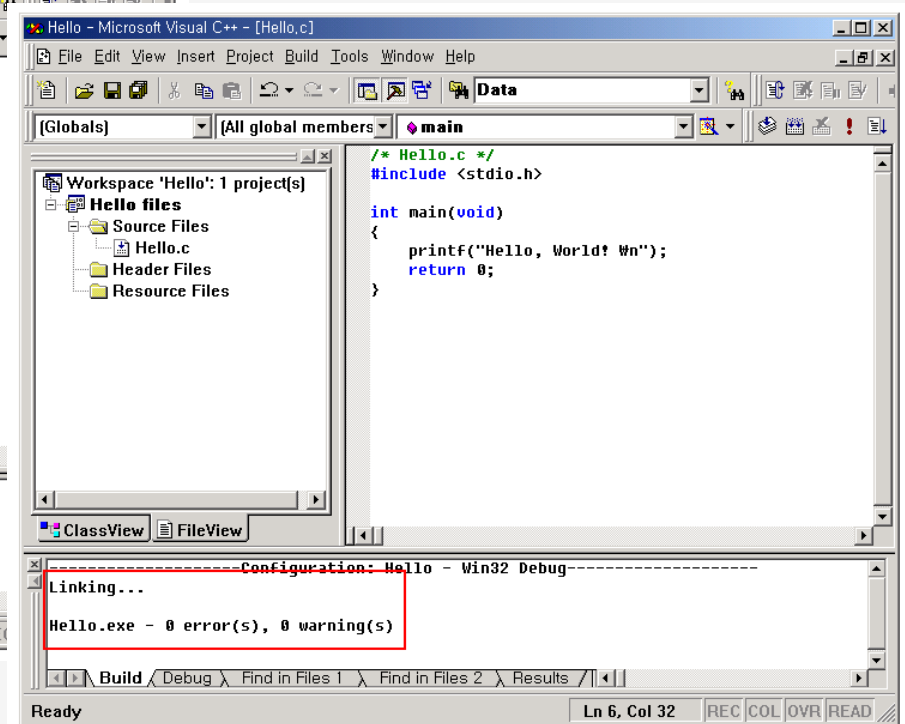 Hello - Microsoft Visual C++ - [Hello.c]
File Edit View Insert Project Build Tools Window Help
Data
(Globals) (All global members main
Workspace 'Hello': 1 project(s)
Hello files
Source Files
Hello.c
Header Files
Resource Files
ClassView FileView
/* Hello.c */
#include <stdio.h>
int main(void)
{
printf("Hello, World! ₩n");
return 0;
}
--------------------Configuration: Hello - Win32 Debug--------------------
Linking...
Hello.exe - 0 error(s), 0 warning(s)
Build Debug Find in Files 1 Find in Files 2 Results
Ready Ln 6, Col 32 REC COL OVR READ